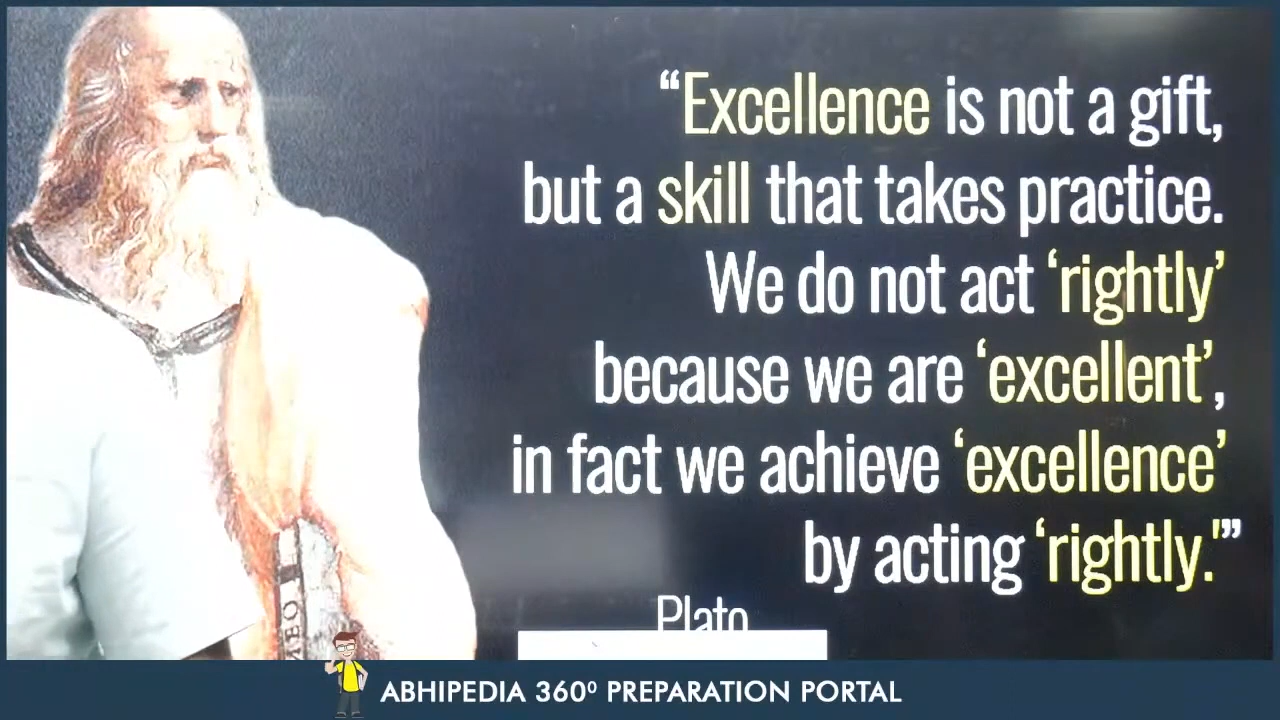 “Excellence is not a gift,
but a skill that takes practice.
We do not act ‘rightly’
because we are ‘excellent’,
in fact we achieve ‘excellence’
by acting ‘rightly.'”
Plato
ABHIPEDIA 360⁰ PREPARATION PORTAL